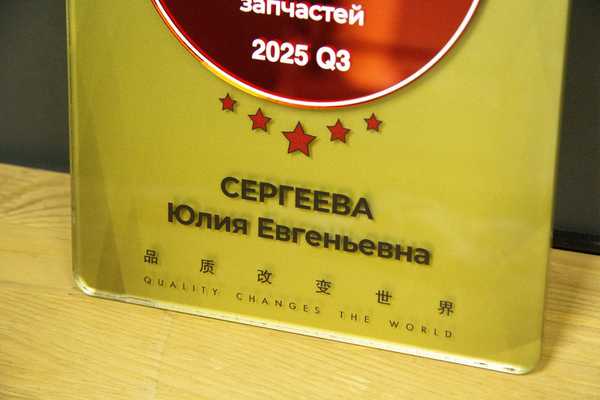 запчастей
2025 Q3
СЕРГЕЕВА
Юлия Евгеньевна
品质改变世界
QUALITY CHANGES THE WORLD